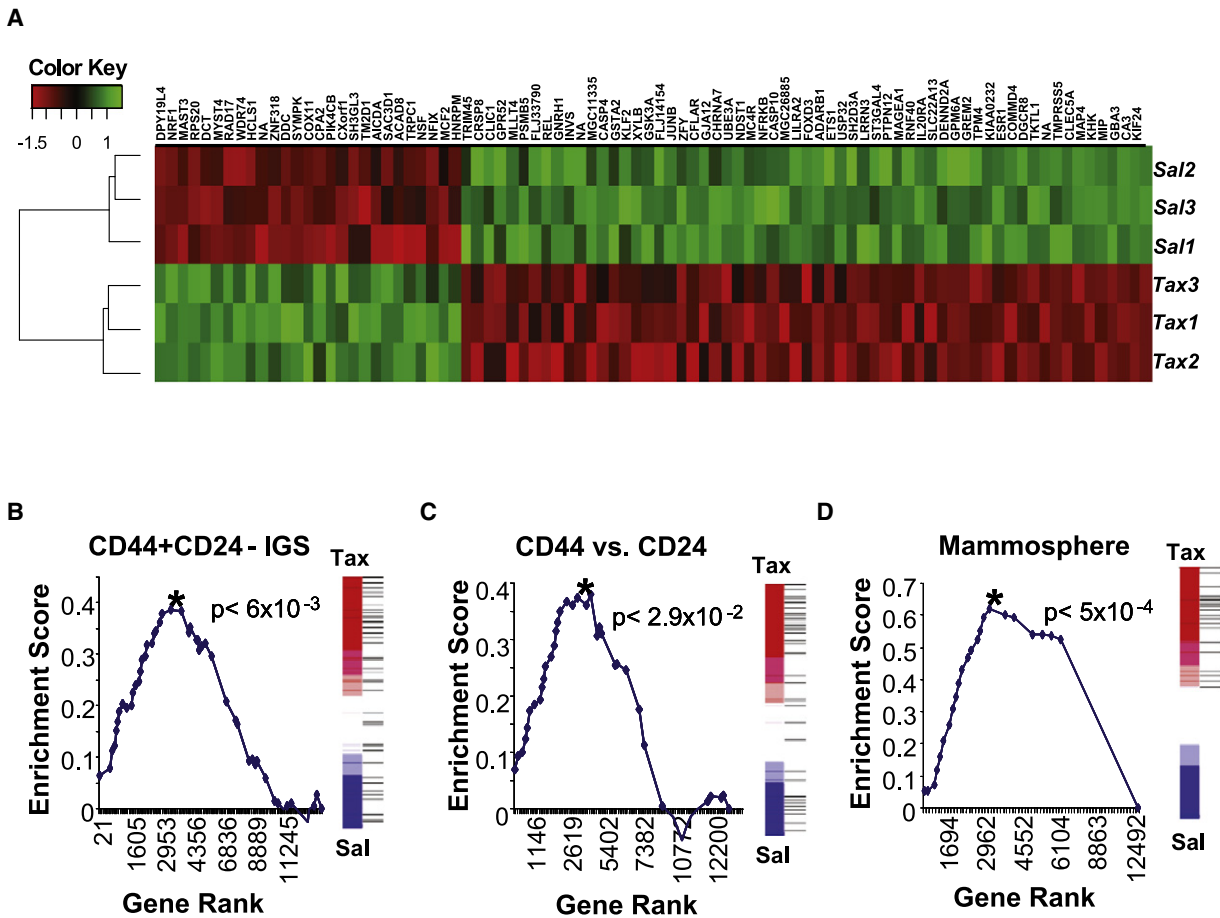 A
Color Key
-1.5 0 1
DPY19L4
NRF1
MAST3
RBP20
DCT
MYST4
RAD17
WDR74
HCLS1
NA
ZNF318
DDC
SYMPK
COX11
CPA2
PIK4CB
CXorf1
SH3GL3
MEOD1
AICDA
SAC3D1
ACAD8
TRPC1
NF1
NFIX
MCF2
HNRPM
TRIM45
CRSP8
CLIC1
GPR52
MLLT4
PSMB5
FLJ33790
RELN
GNRH1
INVS
NA
MGC11335
CASP4
GSTA2
KLF2
XYLB
GSK3A
FLJ14154
JUNB
ZFY
CFLAR
GJA12
CHRNA7
UBE3A
NDST1
MC4R
NFRKB
CASP10
MGC26885
LILRA2
FOXD3
ADARB1
ETS1
USP32
SH2D3A
LRRN3
ST3GAL4
PTPN12
MAGEA1
RNF40
IL20RA
SLC22A13
DENND2A
GRIP6A
GREM2
TPM4
KIAA0232
ESR1
COMMD4
DGCR8
TKTL1
NA
TMPRSS5
CLEC5A
WAP4
KHK
MIP
GBA3
CA3
KIF24
Sal2
Sal3
Sal1
Tax3
Tax1
Tax2
B
CD44+CD24 - IGS
Tax
Enrichment Score
0.4
0.3
0.2
0.1
0
*
p< 6x10-3
21 1605 2953 4356 6836 8889 11245
Gene Rank
Sal
C
CD44 vs. CD24
Tax
Enrichment Score
0.4
0.3
0.2
0.1
0
*
p< 2.9x10-2
1146 2619 5402 7382 10772 12200
Gene Rank
Sal
D
Mammosphere
Tax
Enrichment Score
0.7
0.6
0.5
0.4
0.3
0.2
0.1
0
*
p< 5x10-4
1694 2962 4552 6104 8863 12492
Gene Rank
Sal